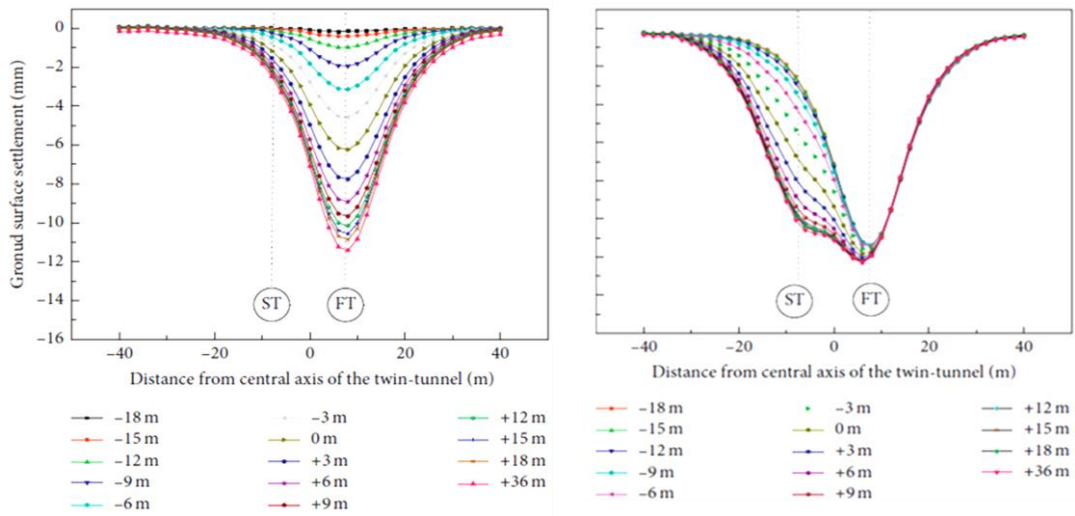 Gronud surface settlement (mm)
0
−2
−4
−6
−8
−10
−12
−14
−16
ST
FT
−40
−20
0
20
40
Distance from central axis of the twin-tunnel (m)
−18 m
−15 m
−12 m
−9 m
−6 m
−3 m
0 m
+3 m
+6 m
+9 m
+12 m
+15 m
+18 m
+36 m
ST
FT
−40
−20
0
20
40
Distance from central axis of the twin-tunnel (m)
−18 m
−15 m
−12 m
−9 m
−6 m
−3 m
0 m
+3 m
+6 m
+9 m
+12 m
+15 m
+18 m
+36 m